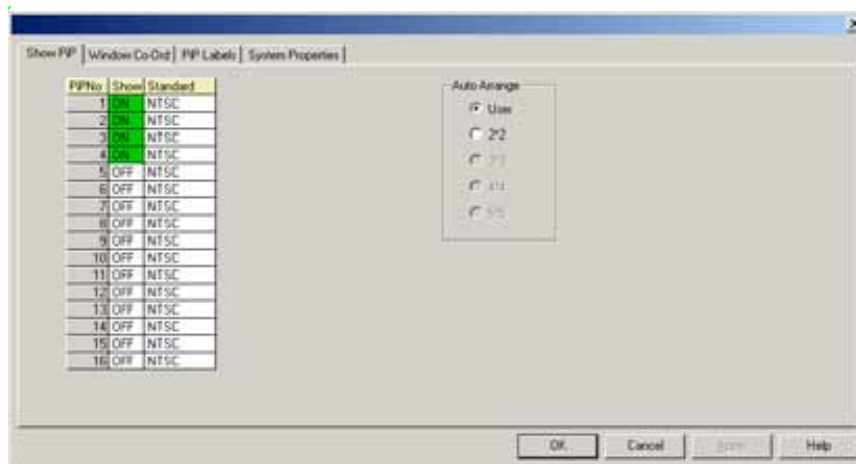 Show PiP Window Co-Ord PiP Labels System Properties
PiPNo Show Standard
1 ON NTSC
2 ON NTSC
3 ON NTSC
4 ON NTSC
5 OFF NTSC
6 OFF NTSC
7 OFF NTSC
8 OFF NTSC
9 OFF NTSC
10 OFF NTSC
11 OFF NTSC
12 OFF NTSC
13 OFF NTSC
14 OFF NTSC
15 OFF NTSC
16 OFF NTSC
Auto Arrange
User
2*2
OK Cancel Apply Help